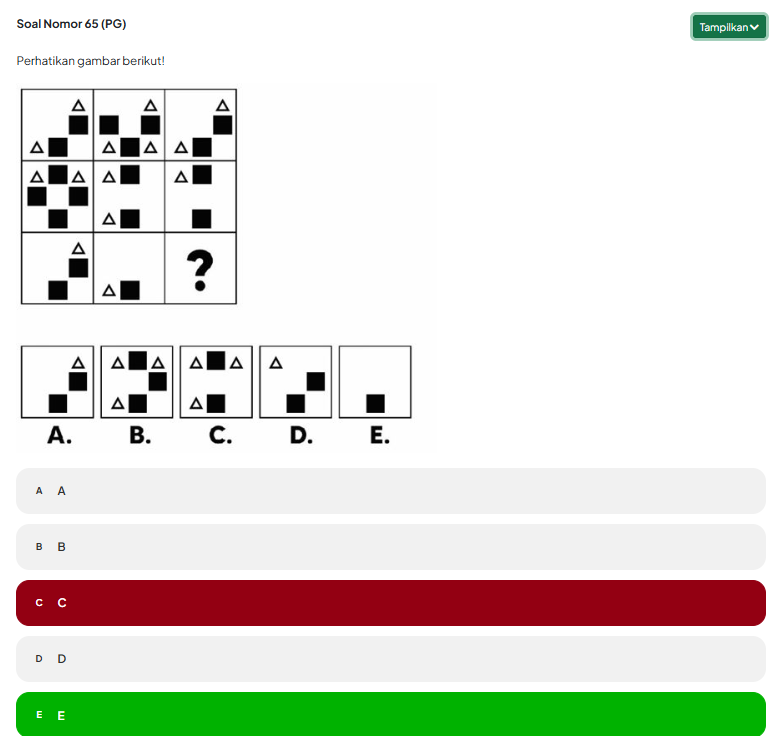 Soal Nomor 65 (PG)
Tampilkan
Perhatikan gambar berikut!
?
A. B. C. D. E.
A A
B B
C C
D D
E E